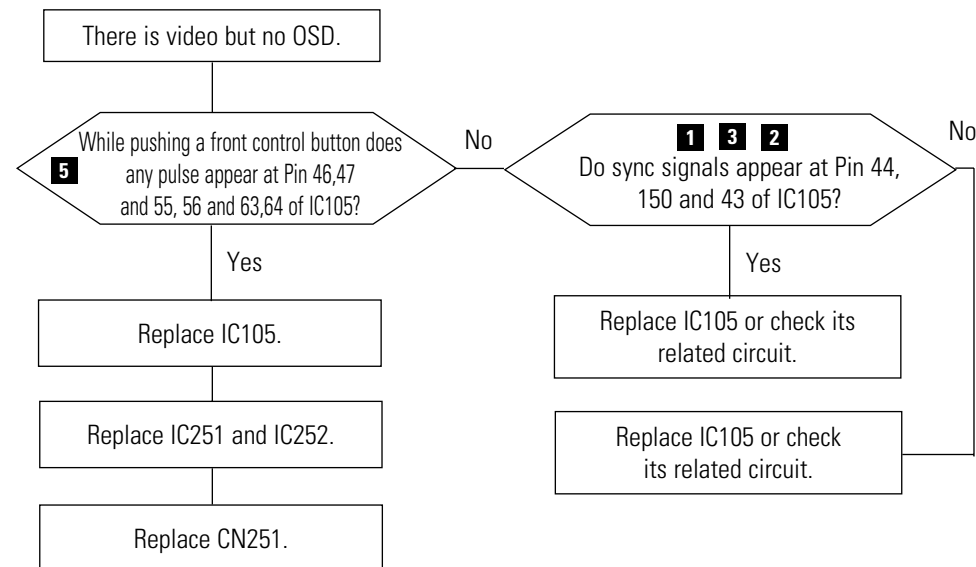 There is video but no OSD.
While pushing a front control button does
5
any pulse appear at Pin 46,47
and 55, 56 and 63,64 of IC105?
No
1 3 2
Do sync signals appear at Pin 44,
150 and 43 of IC105?
No
Yes
Yes
Replace IC105.
Replace IC105 or check its
related circuit.
Replace IC251 and IC252.
Replace IC105 or check
its related circuit.
Replace CN251.